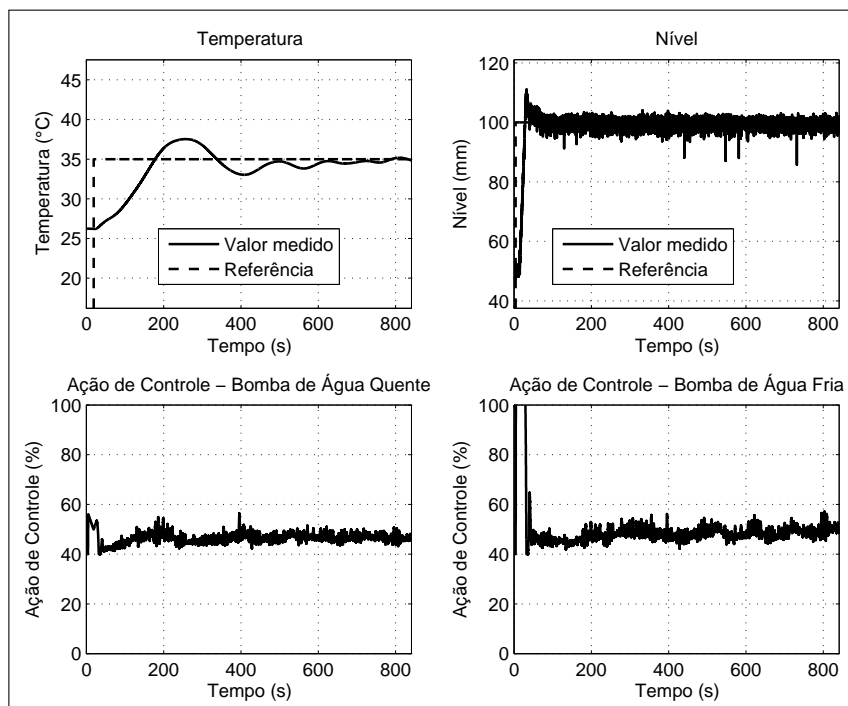 Temperatura
45
40
35
30
25
20
Temperatura (°C)
Valor medido
Referência
0 200 400 600 800
Tempo (s)
Nível
120
100
80
60
40
Nível (mm)
Valor medido
Referência
0 200 400 600 800
Tempo (s)
Ação de Controle – Bomba de Água Quente
100
80
60
40
20
0
Ação de Controle (%)
0 200 400 600 800
Tempo (s)
Ação de Controle – Bomba de Água Fria
100
80
60
40
20
0
Ação de Controle (%)
0 200 400 600 800
Tempo (s)